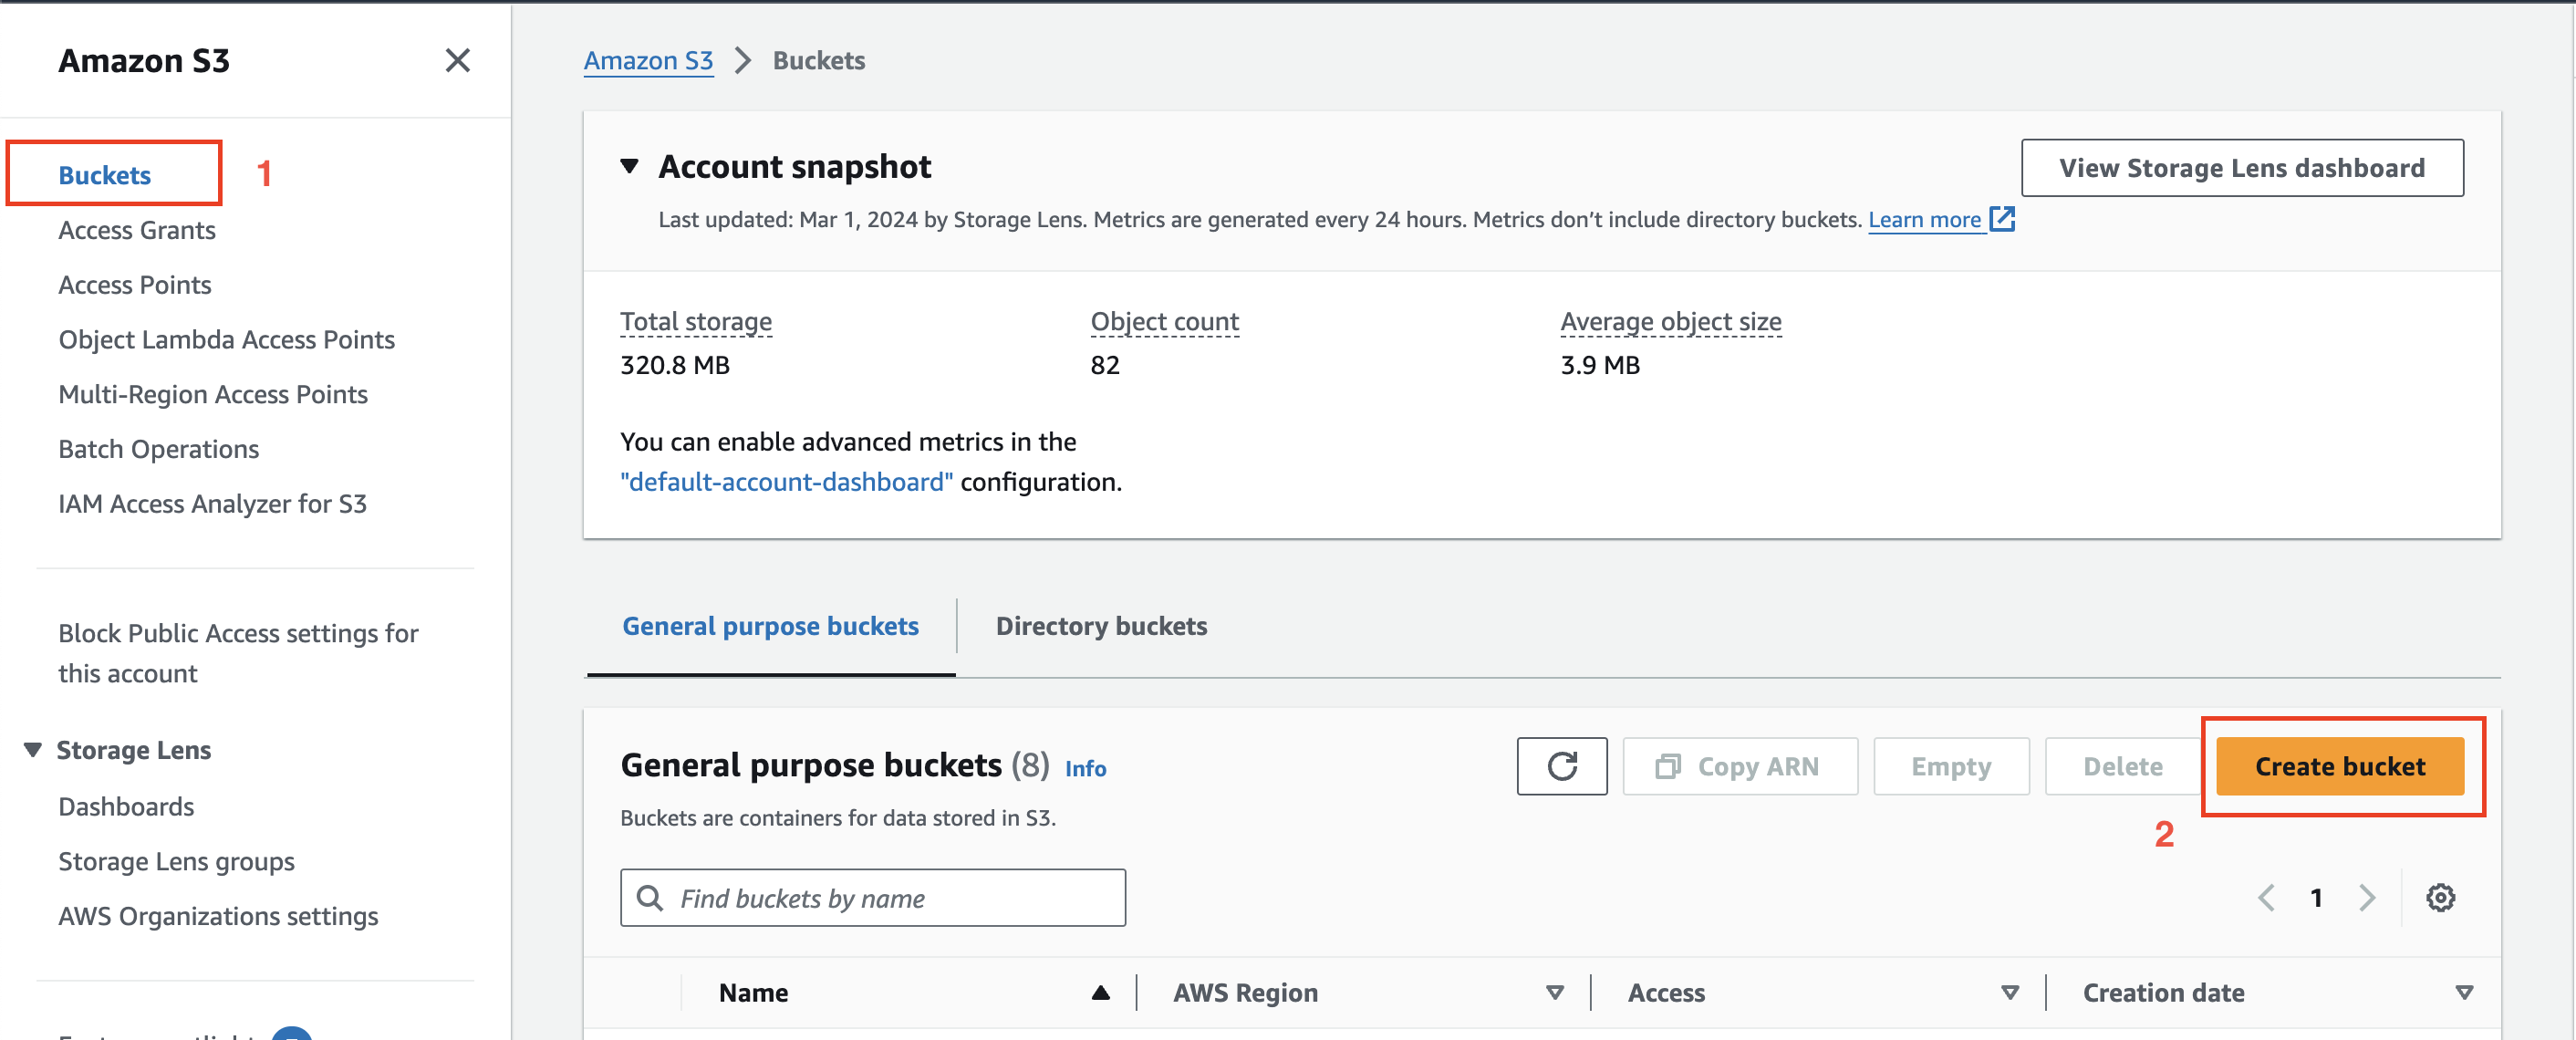 Amazon S3
Buckets
1
Access Grants
Access Points
Object Lambda Access Points
Multi-Region Access Points
Batch Operations
IAM Access Analyzer for S3
Block Public Access settings for
this account
Storage Lens
Dashboards
Storage Lens groups
AWS Organizations settings
Amazon S3 > Buckets
Account snapshot
View Storage Lens dashboard
Last updated: Mar 1, 2024 by Storage Lens. Metrics are generated every 24 hours. Metrics don’t include directory buckets. Learn more
Total storage Object count Average object size
320.8 MB 82 3.9 MB
You can enable advanced metrics in the
"default-account-dashboard" configuration.
General purpose buckets Directory buckets
General purpose buckets (8) Info
Copy ARN Empty Delete Create bucket
Buckets are containers for data stored in S3.
2
Find buckets by name
1
Name AWS Region Access Creation date